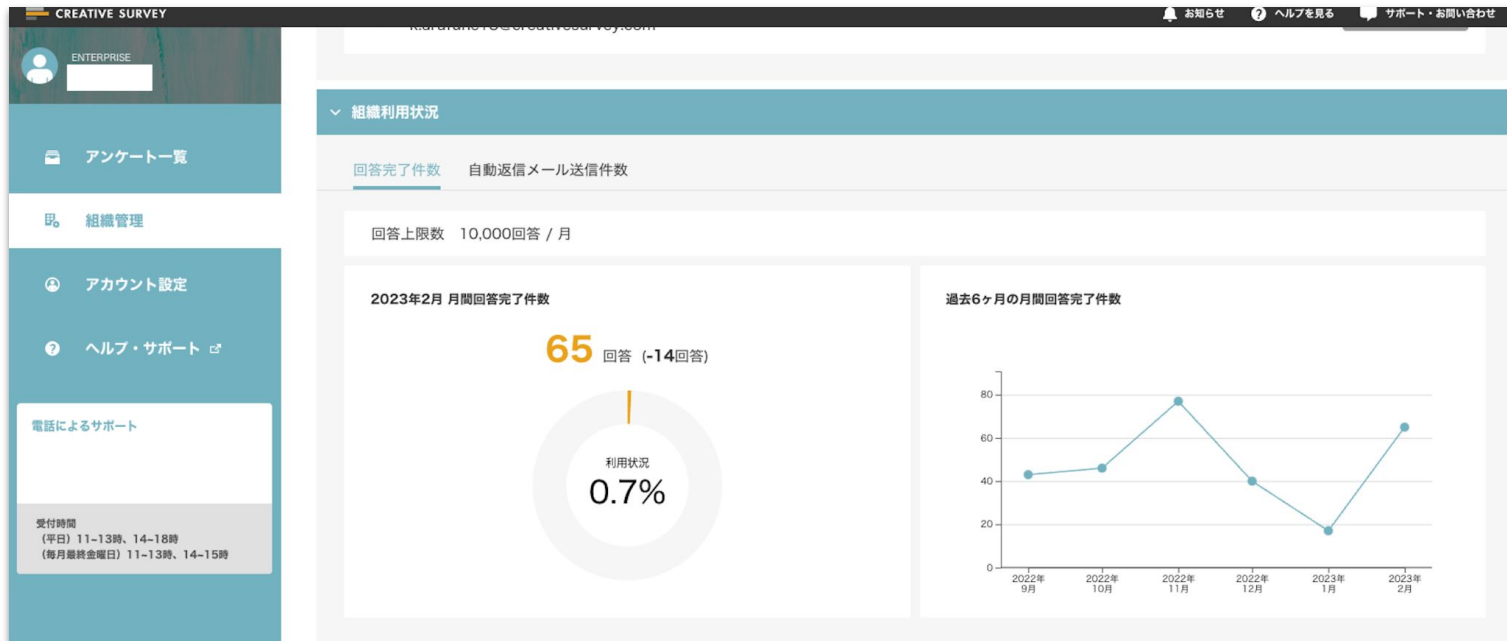 CREATIVE SURVEY
お知らせ
ヘルプを見る
サポート・お問い合わせ
ENTERPRISE
アンケート一覧
組織管理
アカウント設定
ヘルプ・サポート
電話によるサポート
受付時間
（平日）11~13時、14~18時
（毎月最終金曜日）11~13時、14~15時
組織利用状況
回答完了件数
自動返信メール送信件数
回答上限数 10,000回答 / 月
2023年2月 月間回答完了件数
65 回答 (-14回答)
利用状況
0.7%
過去6ヶ月の月間回答完了件数
80
60
40
20
0
2022年
9月
2022年
10月
2022年
11月
2022年
12月
2023年
1月
2023年
2月